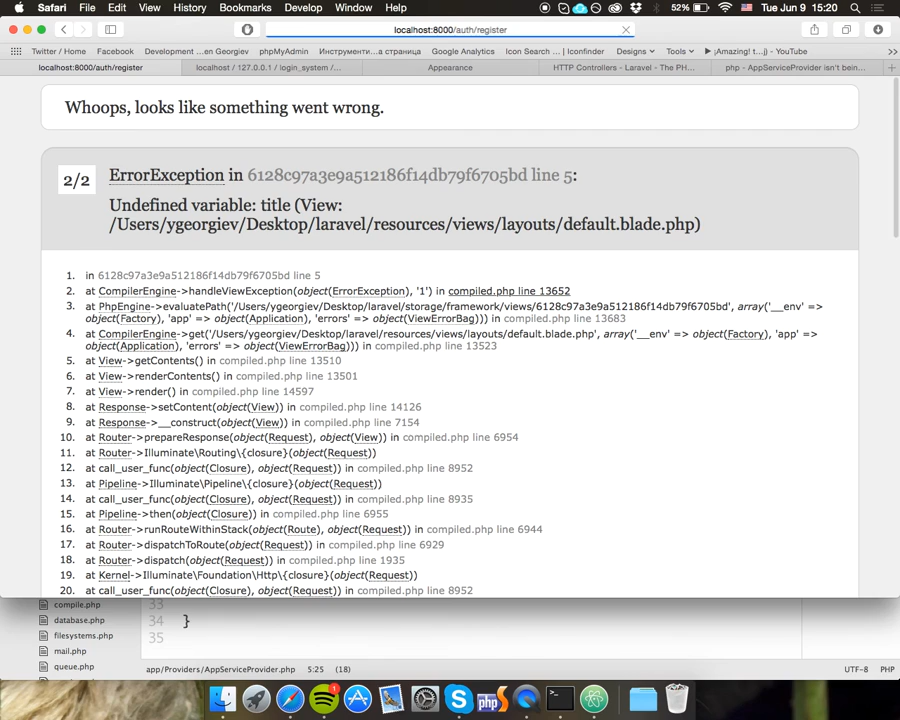 Safari File Edit View History Bookmarks Develop Window Help 52% Tue Jun 9 15:20
localhost:8000/auth/register
Twitter / Home Facebook Development ...en Georgiev phpMyAdmin Инструменти...а страница Google Analytics Icon Search ... | Iconfinder Designs Tools ¡Amazing! t...j) - YouTube >>
localhost:8000/auth/register localhost / 127.0.0.1 / login_system /... Appearance HTTP Controllers - Laravel - The PH... php - AppServiceProvider isn't bein... +
Whoops, looks like something went wrong.
2/2
ErrorException in 6128c97a3e9a512186f14db79f6705bd line 5:
Undefined variable: title (View:
/Users/ygeorgiev/Desktop/laravel/resources/views/layouts/default.blade.php)
1. in 6128c97a3e9a512186f14db79f6705bd line 5
2. at CompilerEngine->handleViewException(object(ErrorException), '1') in compiled.php line 13652
3. at PhpEngine->evaluatePath('/Users/ygeorgiev/Desktop/laravel/storage/framework/views/6128c97a3e9a512186f14db79f6705bd', array('__env' =>
object(Factory), 'app' => object(Application), 'errors' => object(ViewErrorBag))) in compiled.php line 13683
4. at CompilerEngine->get('/Users/ygeorgiev/Desktop/laravel/resources/views/layouts/default.blade.php', array('__env' => object(Factory), 'app' =>
object(Application), 'errors' => object(ViewErrorBag))) in compiled.php line 13523
5. at View->getContents() in compiled.php line 13510
6. at View->renderContents() in compiled.php line 13501
7. at View->render() in compiled.php line 14597
8. at Response->setContent(object(View)) in compiled.php line 14126
9. at Response->__construct(object(View)) in compiled.php line 7154
10. at Router->prepareResponse(object(Request), object(View)) in compiled.php line 6954
11. at Router->Illuminate\Routing\{closure}(object(Request))
12. at call_user_func(object(Closure), object(Request)) in compiled.php line 8952
13. at Pipeline->Illuminate\Pipeline\{closure}(object(Request))
14. at call_user_func(object(Closure), object(Request)) in compiled.php line 8935
15. at Pipeline->then(object(Closure)) in compiled.php line 6955
16. at Router->runRouteWithinStack(object(Route), object(Request)) in compiled.php line 6944
17. at Router->dispatchToRoute(object(Request)) in compiled.php line 6929
18. at Router->dispatch(object(Request)) in compiled.php line 1935
19. at Kernel->Illuminate\Foundation\Http\{closure}(object(Request))
20. at call_user_func(object(Closure), object(Request)) in compiled.php line 8952
compile.php 33
database.php 34 }
filesystems.php 35
mail.php
queue.php app/Providers/AppServiceProvider.php 5:25 (18) UTF-8 PHP
1
php